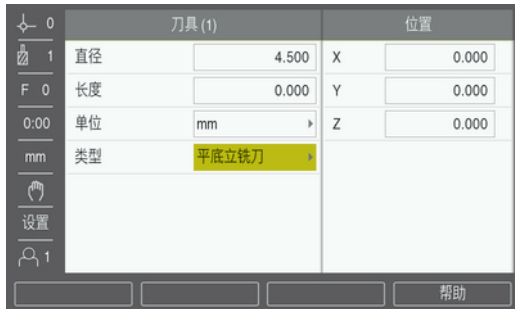 0
刀具 (1)
位置
1
直径
4.500
X
0.000
F 0
长度
0.000
Y
0.000
0:00
单位
mm
Z
0.000
mm
类型
平底立铣刀
设置
1
帮助